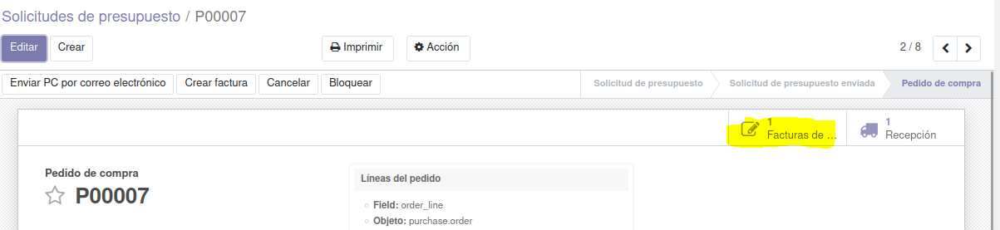 Solicitudes de presupuesto / P00007
Editar Crear Imprimir Acción 2 / 8
Enviar PC por correo electrónico Crear factura Cancelar Bloquear Solicitud de presupuesto Solicitud de presupuesto enviada Pedido de compra
1
Facturas de ...
1
Recepción
Pedido de compra
P00007
Líneas del pedido
Field: order_line
Objeto: purchase.order